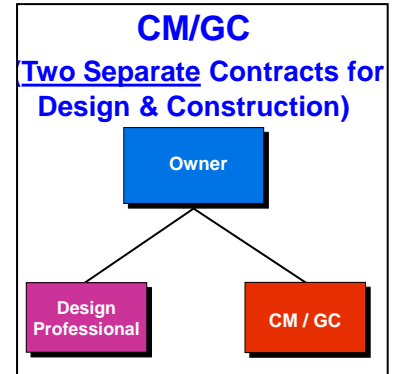 CM/GC
(Two Separate Contracts for
Design & Construction)
Owner
Design
Professional
CM / GC